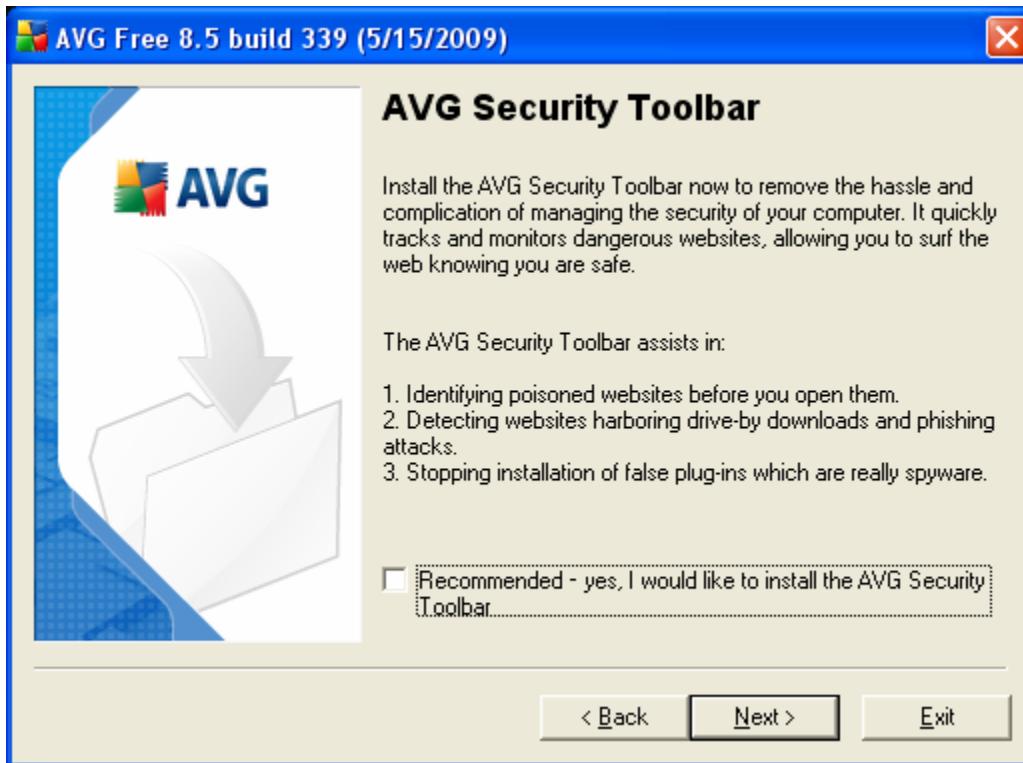 AVG Free 8.5 build 339 (5/15/2009)
AVG
AVG Security Toolbar
Install the AVG Security Toolbar now to remove the hassle and
complication of managing the security of your computer. It quickly
tracks and monitors dangerous websites, allowing you to surf the
web knowing you are safe.
The AVG Security Toolbar assists in:
1. Identifying poisoned websites before you open them.
2. Detecting websites harboring drive-by downloads and phishing
attacks.
3. Stopping installation of false plug-ins which are really spyware.
Recommended - yes, I would like to install the AVG Security
Toolbar
< Back
Next >
Exit